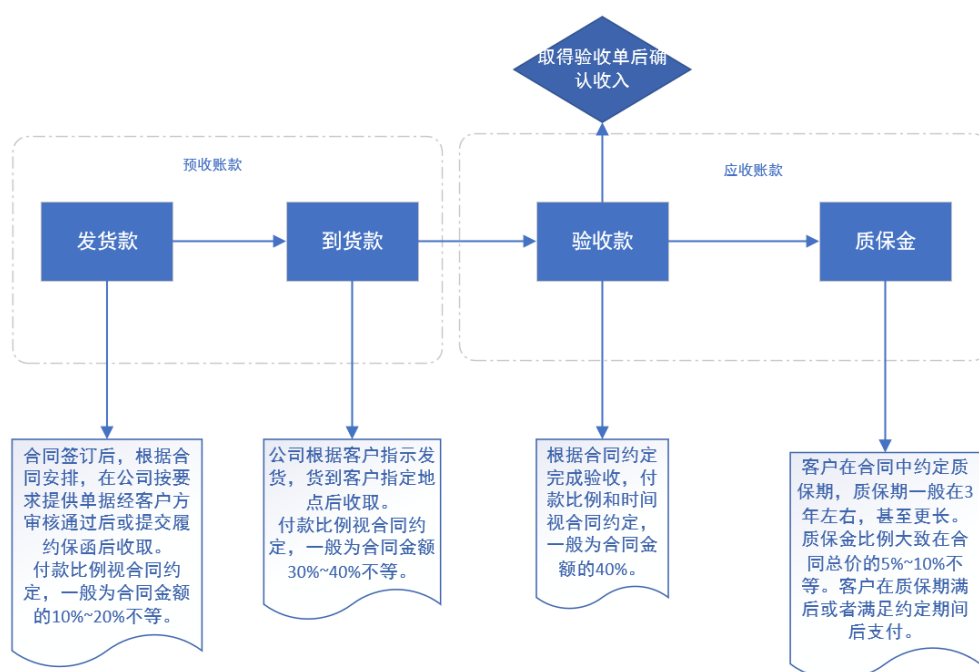 取得验收单后确
认收入
预收账款
应收账款
发货款
到货款
验收款
质保金
合同签订后，根据合
同安排，在公司按要
求提供单据经客户方
审核通过后或提交履
约保函后收取。
付款比例视合同约
定，一般为合同金额
的10%~20%不等。
公司根据客户指示发
货，货到客户指定地
点后收取。
付款比例视合同约
定，一般为合同金额
30%~40%不等。
根据合同约定
完成验收，付
款比例和时间
视合同约定，
一般为合同金
额的40%。
客户在合同中约定质
保期，质保期一般在3
年左右，甚至更长。
质保金比例大致在合
同总价的5%~10%不
等。客户在质保期满
后或者满足约定期间
后支付。